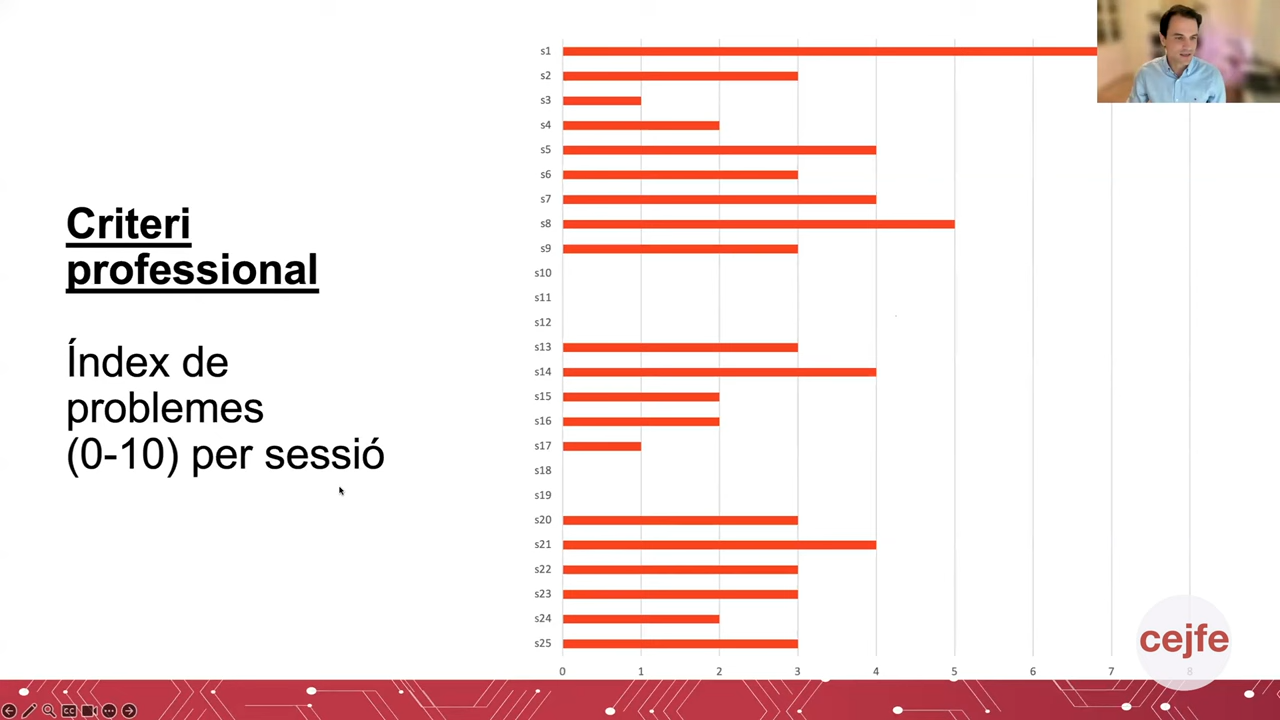 Criteri
professional
Índex de
problemes
(0-10) per sessió
s1
s2
s3
s4
s5
s6
s7
s8
s9
s10
s11
s12
s13
s14
s15
s16
s17
s18
s19
s20
s21
s22
s23
s24
s25
0 1 2 3 4 5 6 7 8
cejfe
CC